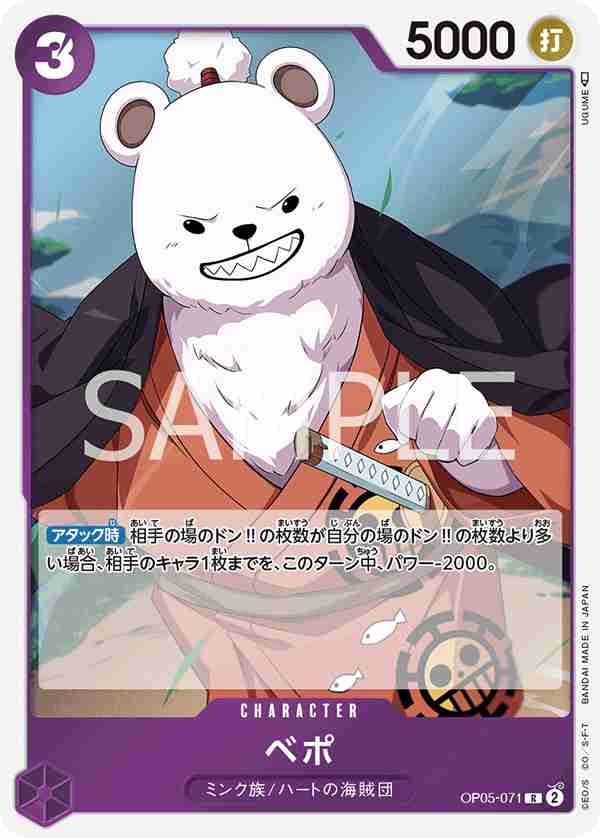 3
5000
打
UGUME
SAMPLE
アタック時 相手の場のドン!!の枚数が自分の場のドン!!の枚数より多
い場合、相手のキャラ1枚までを、このターン中、パワー-2000。
CHARACTER
ベポ
ミンク族/ハートの海賊団
OP05-071 R 2
©EO/S ©O/S・F・T BANDAI MADE IN JAPAN